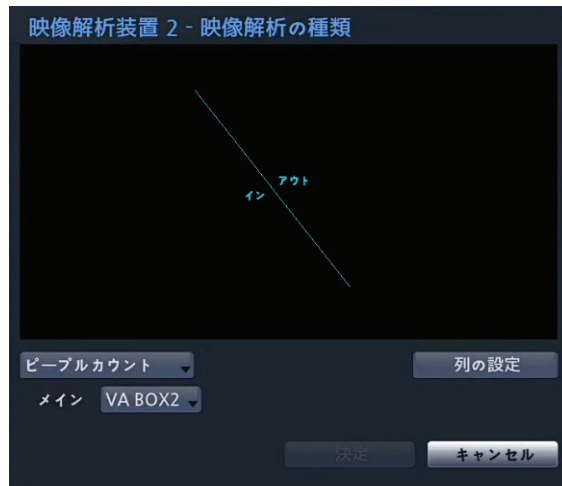 映像解析装置 2 - 映像解析の種類
アウト
イン
ピープルカウント
列の設定
メイン VA BOX2
決定
キャンセル